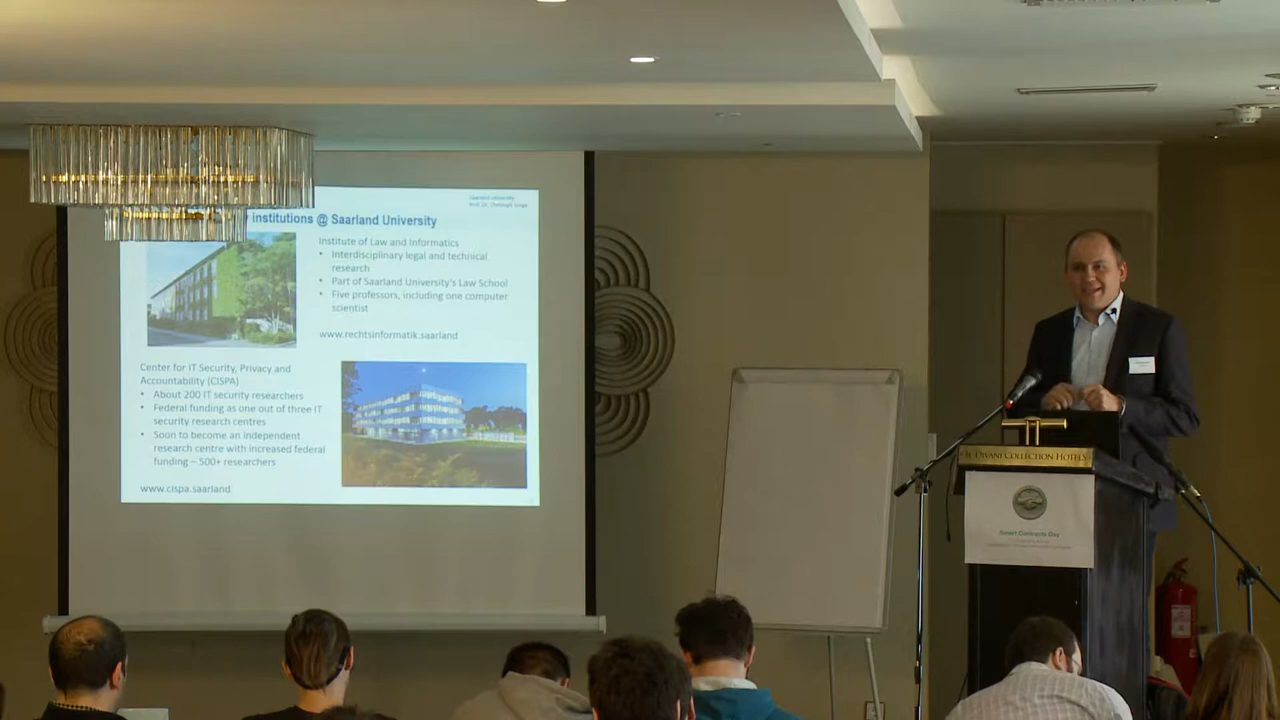 Saarland University
institutions @ Saarland University
Institute of Law and Informatics
• Interdisciplinary legal and technical
research
• Part of Saarland University's Law School
• Five professors, including one computer
scientist
www.rechtsinformatik.saarland
Center for IT Security, Privacy and
Accountability (CISPA)
• About 200 IT security researchers
• Federal funding as one out of three IT
security research centres
• Soon to become an independent
research centre with increased federal
funding – 500+ researchers
www.cispa.saarland
DIVANI COLLECTION HOTELS
Smart Contracts Day